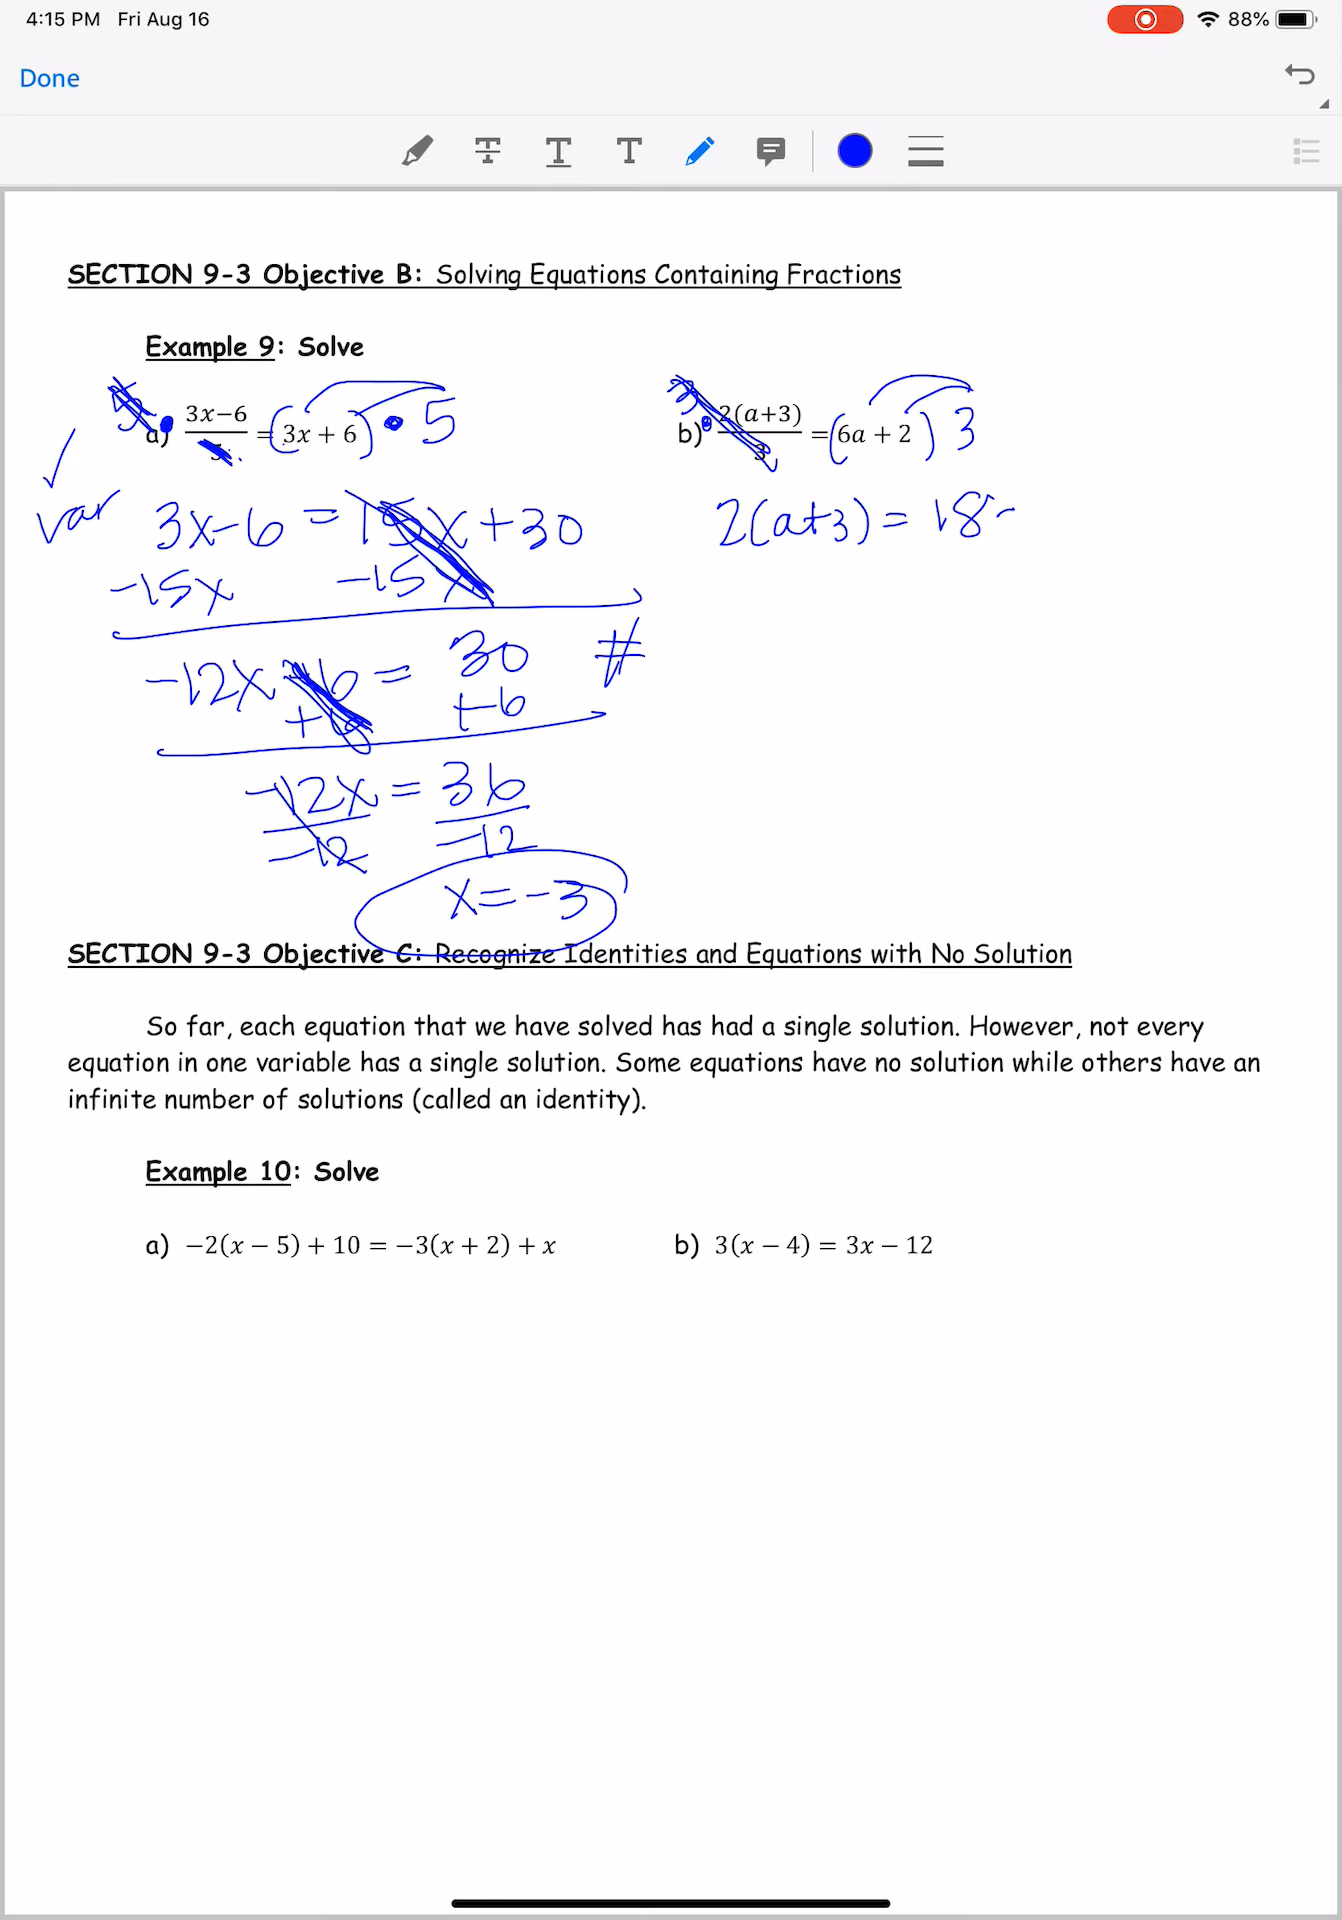 4:15 PM Fri Aug 16
88%
Done
T T T
SECTION 9-3 Objective B: Solving Equations Containing Fractions
Example 9: Solve
5 • a) 3x−6 / 5 = (3x + 6) • 5
3 • b) 2(a+3) / 3 = (6a + 2) 3
var 3x-6 = 15x+30
-15x -15x
-12x -6 = 30 #
+6 +6
-12x = 36
-12 -12
x=-3
2(a+3) = 18
SECTION 9-3 Objective C: Recognize Identities and Equations with No Solution
So far, each equation that we have solved has had a single solution. However, not every
equation in one variable has a single solution. Some equations have no solution while others have an
infinite number of solutions (called an identity).
Example 10: Solve
a) −2(x − 5) + 10 = −3(x + 2) + x
b) 3(x − 4) = 3x − 12